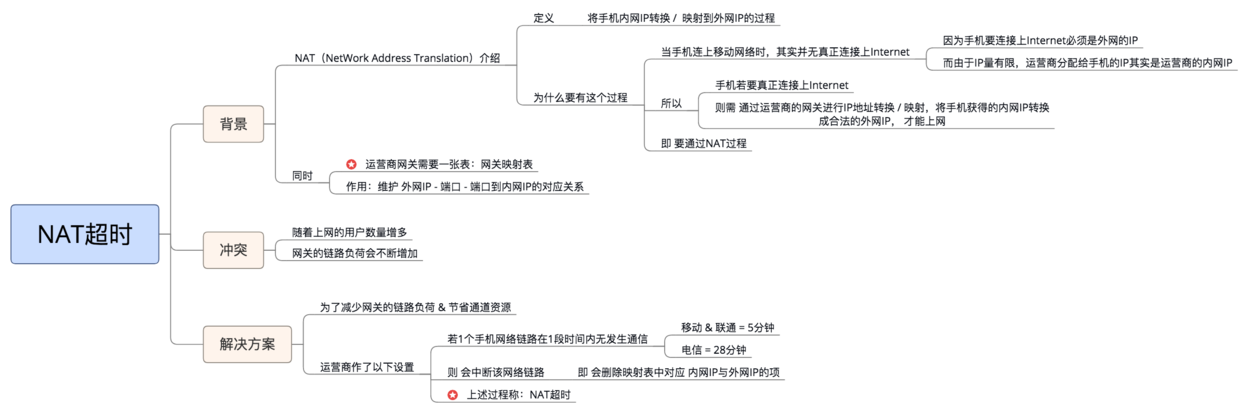 NAT超时
背景
NAT（NetWork Address Translation）介绍
定义
将手机内网IP转换 / 映射到外网IP的过程
为什么要有这个过程
当手机连上移动网络时，其实并无真正连接上Internet
因为手机要连接上Internet必须是外网的IP
而由于IP量有限，运营商分配给手机的IP其实是运营商的内网IP
所以
手机若要真正连接上Internet
则需 通过运营商的网关进行IP地址转换 / 映射，将手机获得的内网IP转换
成合法的外网IP， 才能上网
即 要通过NAT过程
同时
运营商网关需要一张表：网关映射表
作用：维护 外网IP - 端口 - 端口到内网IP的对应关系
冲突
随着上网的用户数量增多
网关的链路负荷会不断增加
解决方案
为了减少网关的链路负荷 & 节省通道资源
运营商作了以下设置
若1个手机网络链路在1段时间内无发生通信
移动 & 联通 = 5分钟
电信 = 28分钟
则 会中断该网络链路
即 会删除映射表中对应 内网IP与外网IP的项
上述过程称：NAT超时